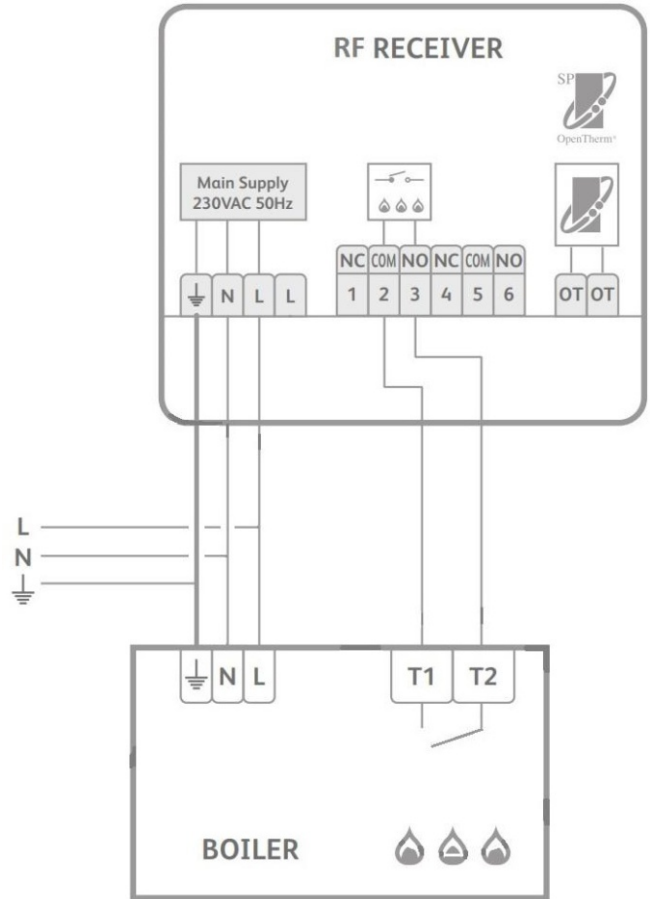 RF RECEIVER
SP
OpenTherm®
Main Supply
230VAC 50Hz
NC COM NO NC COM NO
N L L 1 2 3 4 5 6 OT OT
L
N
N L T1 T2
BOILER